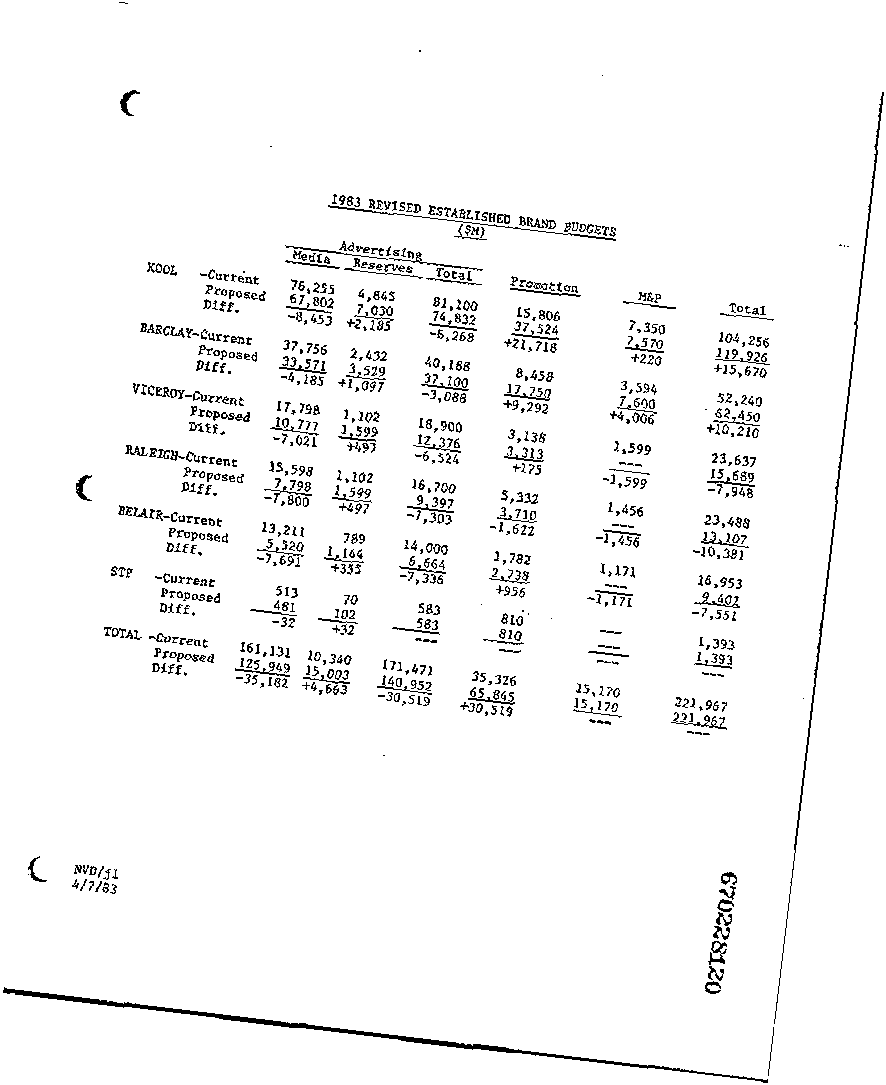 1983 REVISED ESTABLISHED BRAND BUDGETS
($M)
Advertising
Media Reserves Total Promotion M&P Total
KOOL -Current 76,255 4,845 81,100 15,806 7,350 104,256
Proposed 67,802 7,030 74,832 37,524 7,570 119,926
Diff. -8,453 +2,185 -6,268 +21,718 +220 +15,670
BARCLAY-Current 37,756 2,432 40,188 8,458 3,594 52,240
Proposed 33,571 3,529 37,100 17,750 7,600 62,450
Diff. -4,185 +1,097 -3,088 +9,292 +4,006 +10,210
VICEROY-Current 17,798 1,102 18,900 3,138 1,599 23,637
Proposed 10,777 1,599 12,376 3,313 --- 15,689
Diff. -7,021 +497 -6,524 +175 -1,599 -7,948
RALEIGH-Current 15,598 1,102 16,700 5,332 1,456 23,488
Proposed 7,798 1,599 9,397 3,710 --- 13,107
Diff. -7,800 +497 -7,303 -1,622 -1,456 -10,381
BELAIR-Current 13,211 789 14,000 1,782 1,171 16,953
Proposed 5,520 1,144 6,664 2,738 --- 9,402
Diff. -7,691 +355 -7,336 +956 -1,171 -7,551
STF -Current 513 70 583 810 --- 1,393
Proposed 481 102 583 810 --- 1,393
Diff. -32 +32 --- --- --- ---
TOTAL -Current 161,131 10,340 171,471 35,326 15,170 221,967
Proposed 125,949 15,003 140,952 65,845 15,170 221,967
Diff. -35,182 +4,663 -30,519 +30,519 --- ---
NVD/jl
4/7/83
670228120